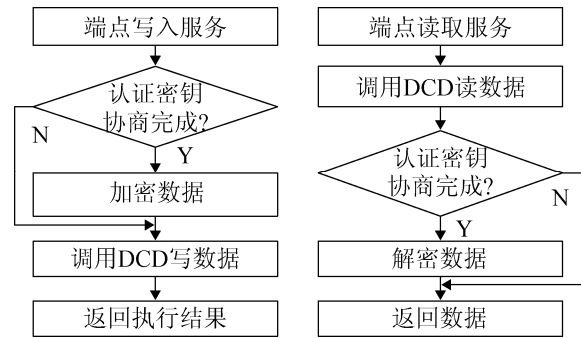 端点写入服务
认证密钥
协商完成?
N
Y
加密数据
调用DCD写数据
返回执行结果
端点读取服务
调用DCD读数据
认证密钥
协商完成?
N
Y
解密数据
返回数据